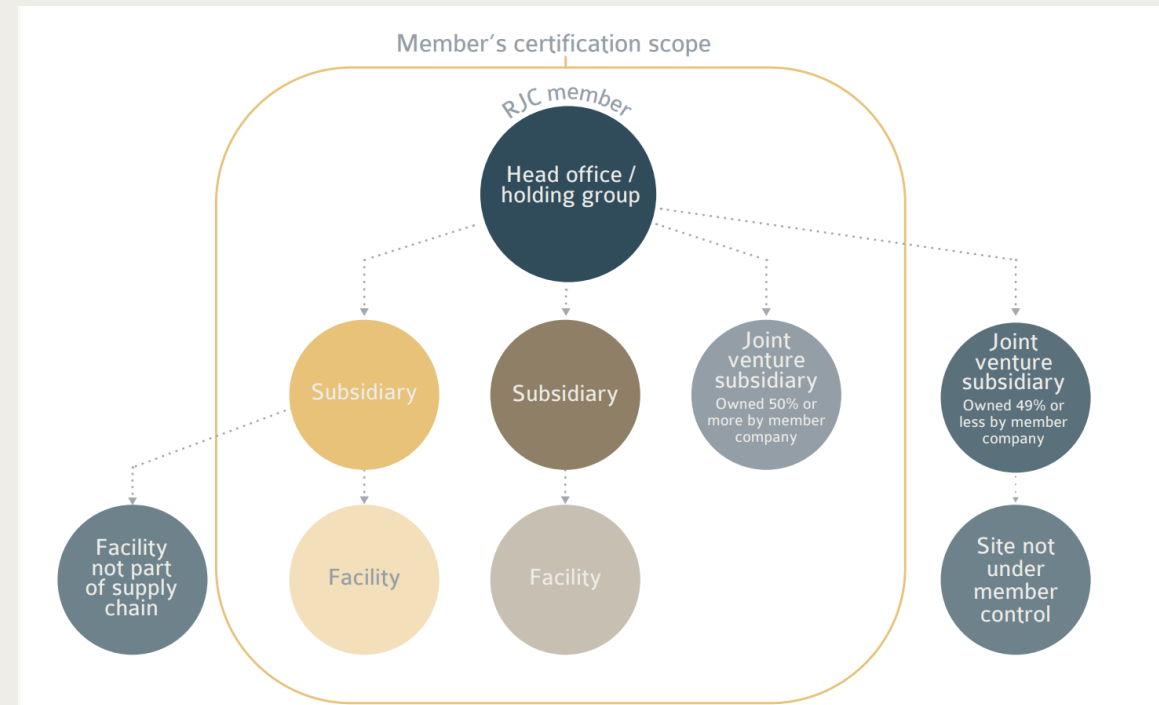 Member's certification scope
RJC member
Head office /
holding group
Subsidiary
Subsidiary
Joint
venture
subsidiary
Owned 50% or
more by member
company
Joint
venture
subsidiary
Owned 49% or
less by member
company
Facility
not part
of supply
chain
Facility
Facility
Site not
under
member
control